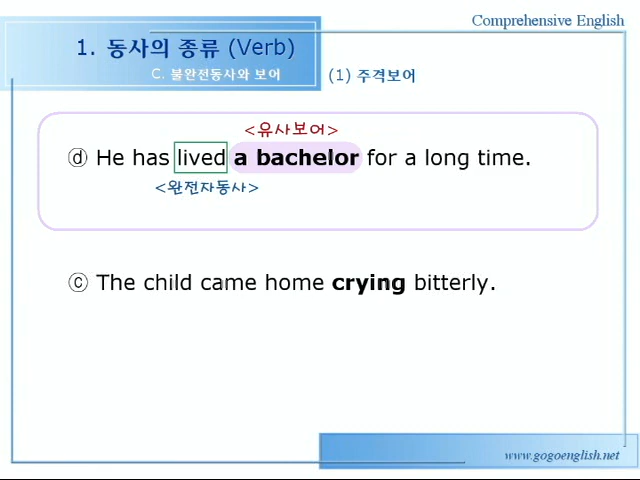 Comprehensive English
1. 동사의 종류 (Verb)
C. 불완전동사와 보어
(1) 주격보어
<유사보어>
ⓓ He has lived a bachelor for a long time.
<완전자동사>
ⓒ The child came home crying bitterly.
www.gogoenglish.net